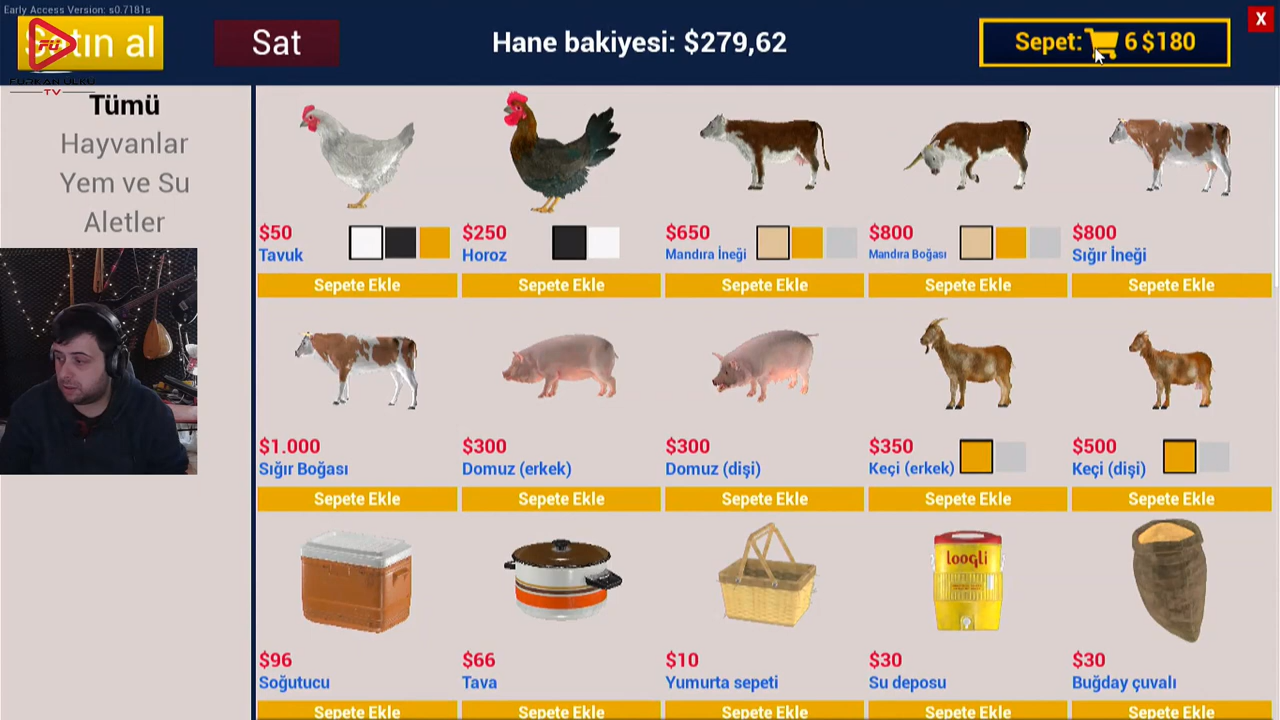 Early Access Version: s0.7181s
Satın al
FU
FURKAN ÜLKÜ
TV
Sat
Hane bakiyesi: $279,62
Sepet: 6 $180
X
Tümü
Hayvanlar
Yem ve Su
Aletler
$50
Tavuk
Sepete Ekle
$250
Horoz
Sepete Ekle
$650
Mandıra İneği
Sepete Ekle
$800
Mandıra Boğası
Sepete Ekle
$800
Sığır İneği
Sepete Ekle
$1.000
Sığır Boğası
Sepete Ekle
$300
Domuz (erkek)
Sepete Ekle
$300
Domuz (dişi)
Sepete Ekle
$350
Keçi (erkek)
Sepete Ekle
$500
Keçi (dişi)
Sepete Ekle
$96
Soğutucu
Sepete Ekle
$66
Tava
Sepete Ekle
$10
Yumurta sepeti
Sepete Ekle
loogli
$30
Su deposu
Sepete Ekle
$30
Buğday çuvalı
Sepete Ekle